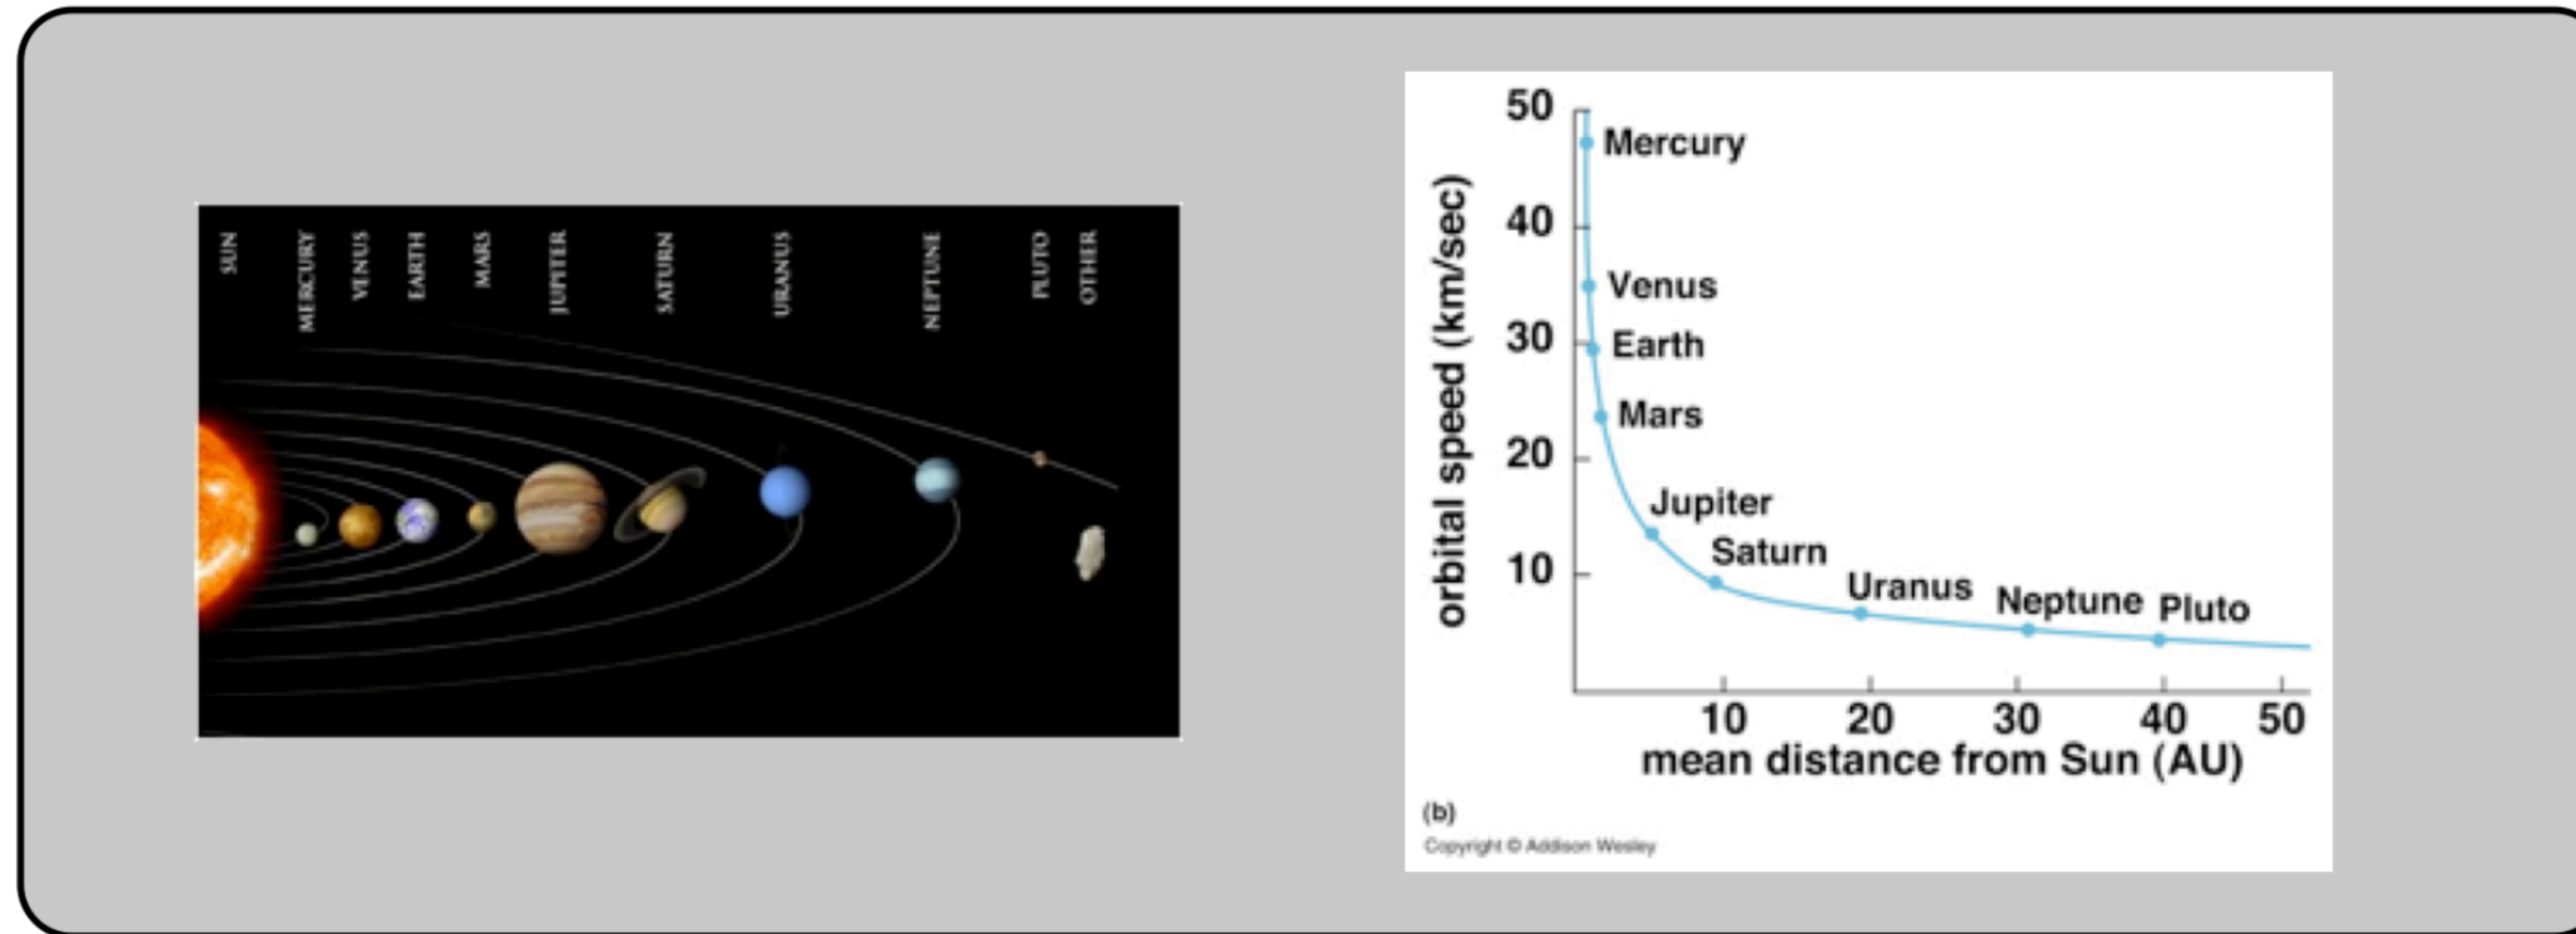 SUN
MERCURY
VENUS
EARTH
MARS
JUPITER
SATURN
URANUS
NEPTUNE
PLUTO
OTHER
50
40
30
20
10
orbital speed (km/sec)
Mercury
Venus
Earth
Mars
Jupiter
Saturn
Uranus
Neptune
Pluto
10 20 30 40 50
mean distance from Sun (AU)
(b)
Copyright © Addison Wesley